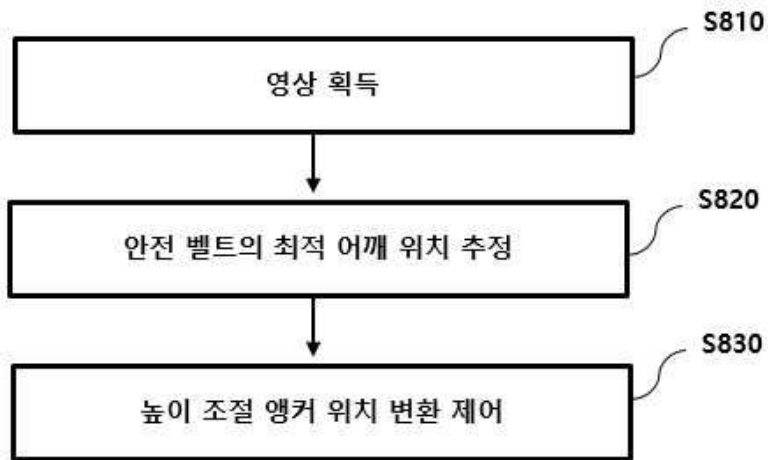 S810
영상 획득
S820
안전 벨트의 최적 어깨 위치 추정
S830
높이 조절 앵커 위치 변환 제어